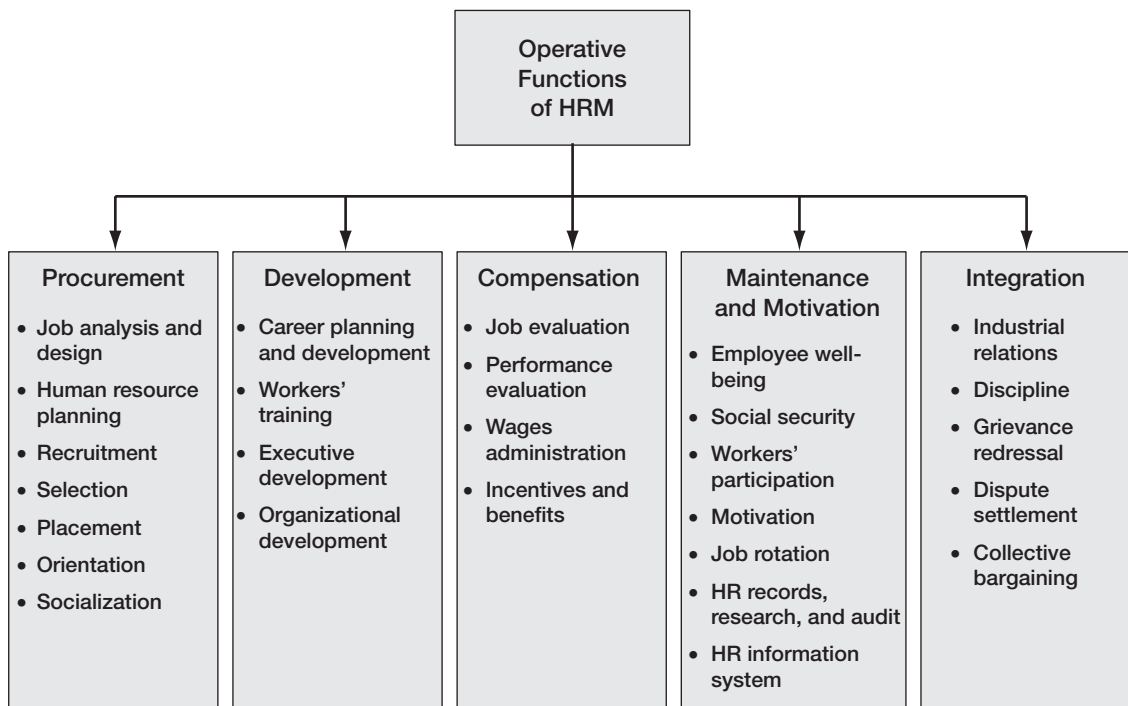 Operative
Functions
of HRM
Procurement
• Job analysis and
design
• Human resource
planning
• Recruitment
• Selection
• Placement
• Orientation
• Socialization
Development
• Career planning
and development
• Workers'
training
• Executive
development
• Organizational
development
Compensation
• Job evaluation
• Performance
evaluation
• Wages
administration
• Incentives and
benefits
Maintenance
and Motivation
• Employee well-
being
• Social security
• Workers'
participation
• Motivation
• Job rotation
• HR records,
research, and audit
• HR information
system
Integration
• Industrial
relations
• Discipline
• Grievance
redressal
• Dispute
settlement
• Collective
bargaining